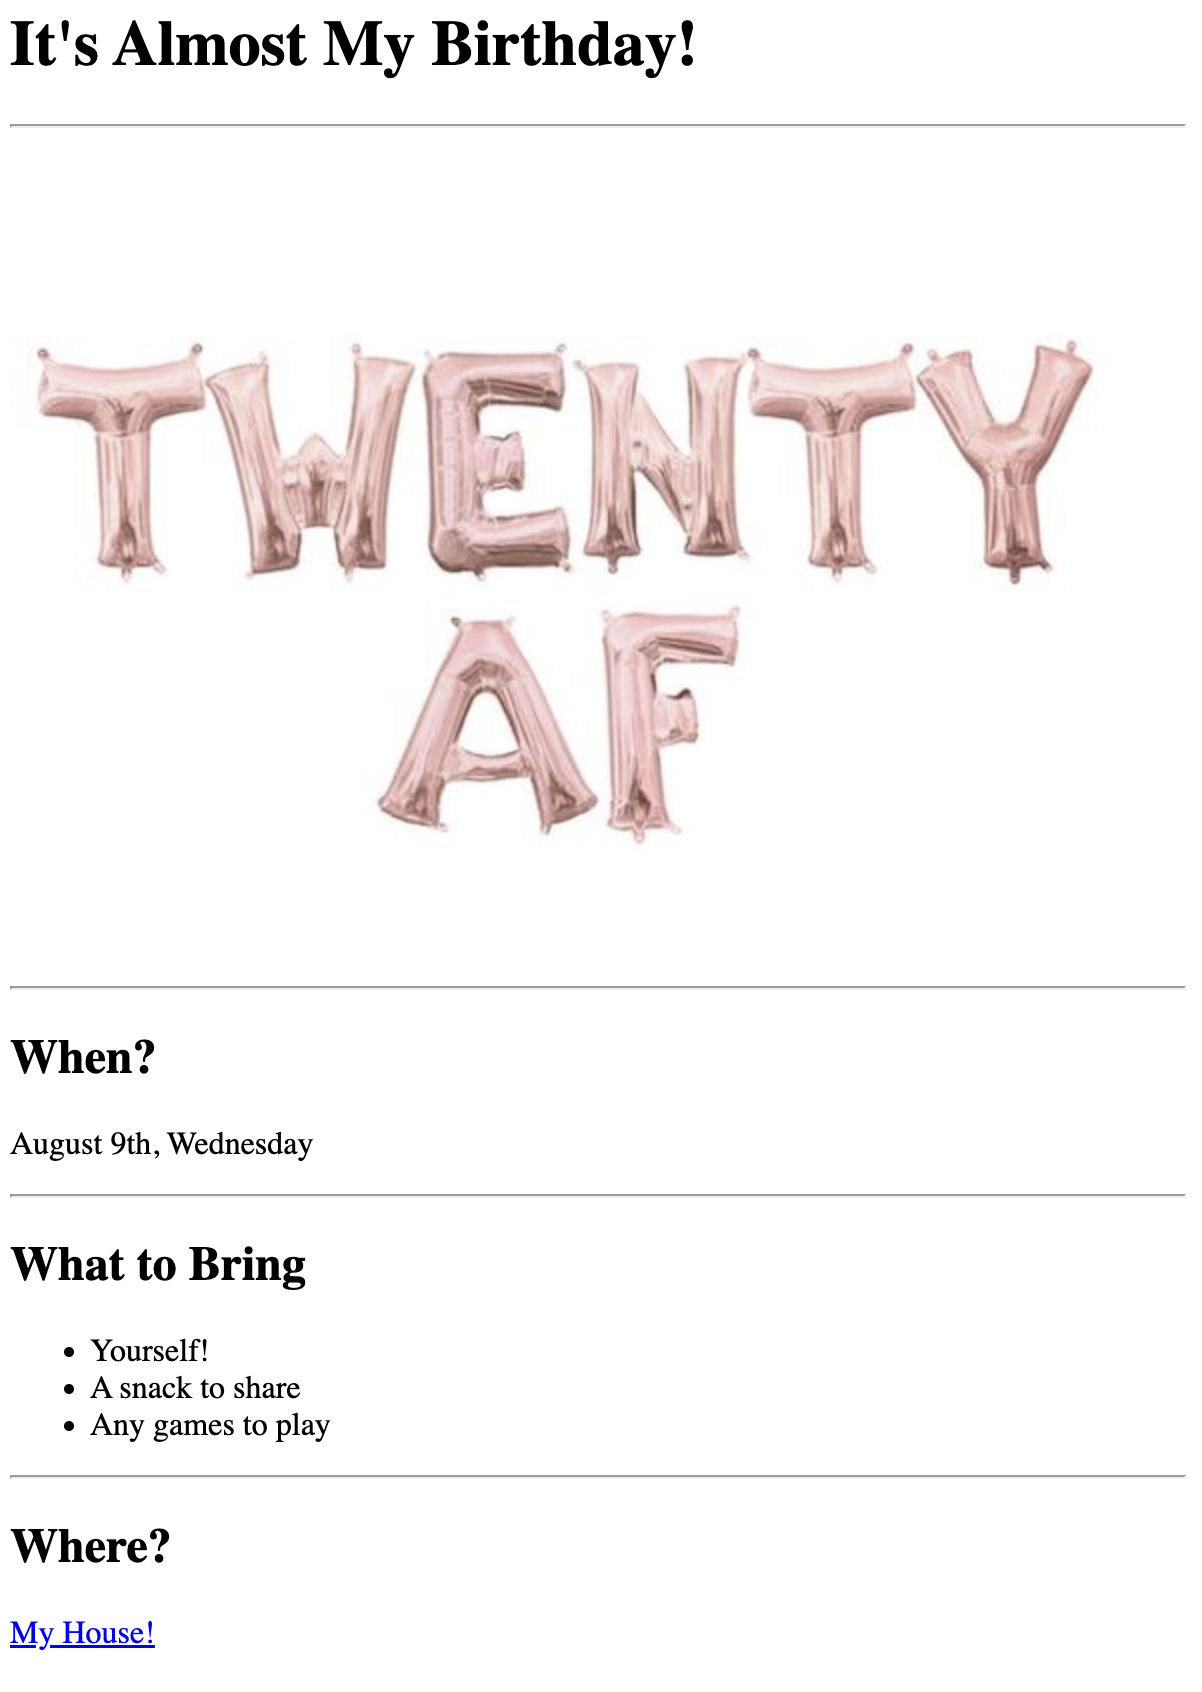 It's Almost My Birthday!
TWENTY
AF
When?
August 9th, Wednesday
What to Bring
Yourself!
A snack to share
Any games to play
Where?
My House!